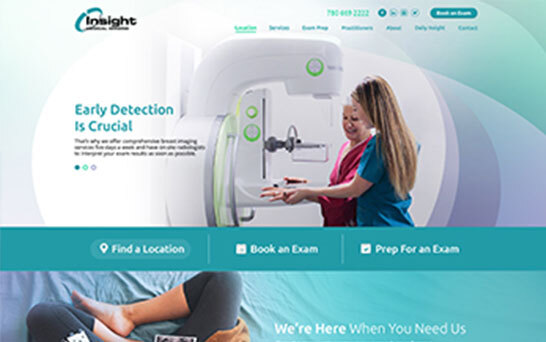 Insight
MEDICAL IMAGING
780 669 2222
Book an Exam
Location Services Exam Prep Practitioners About Daily Insight Contact
Early Detection
Is Crucial
That's why we offer comprehensive breast imaging
services five days a week and have on-site radiologists
to interpret your exam results as soon as possible.
Find a Location Book an Exam Prep For an Exam
We're Here When You Need Us